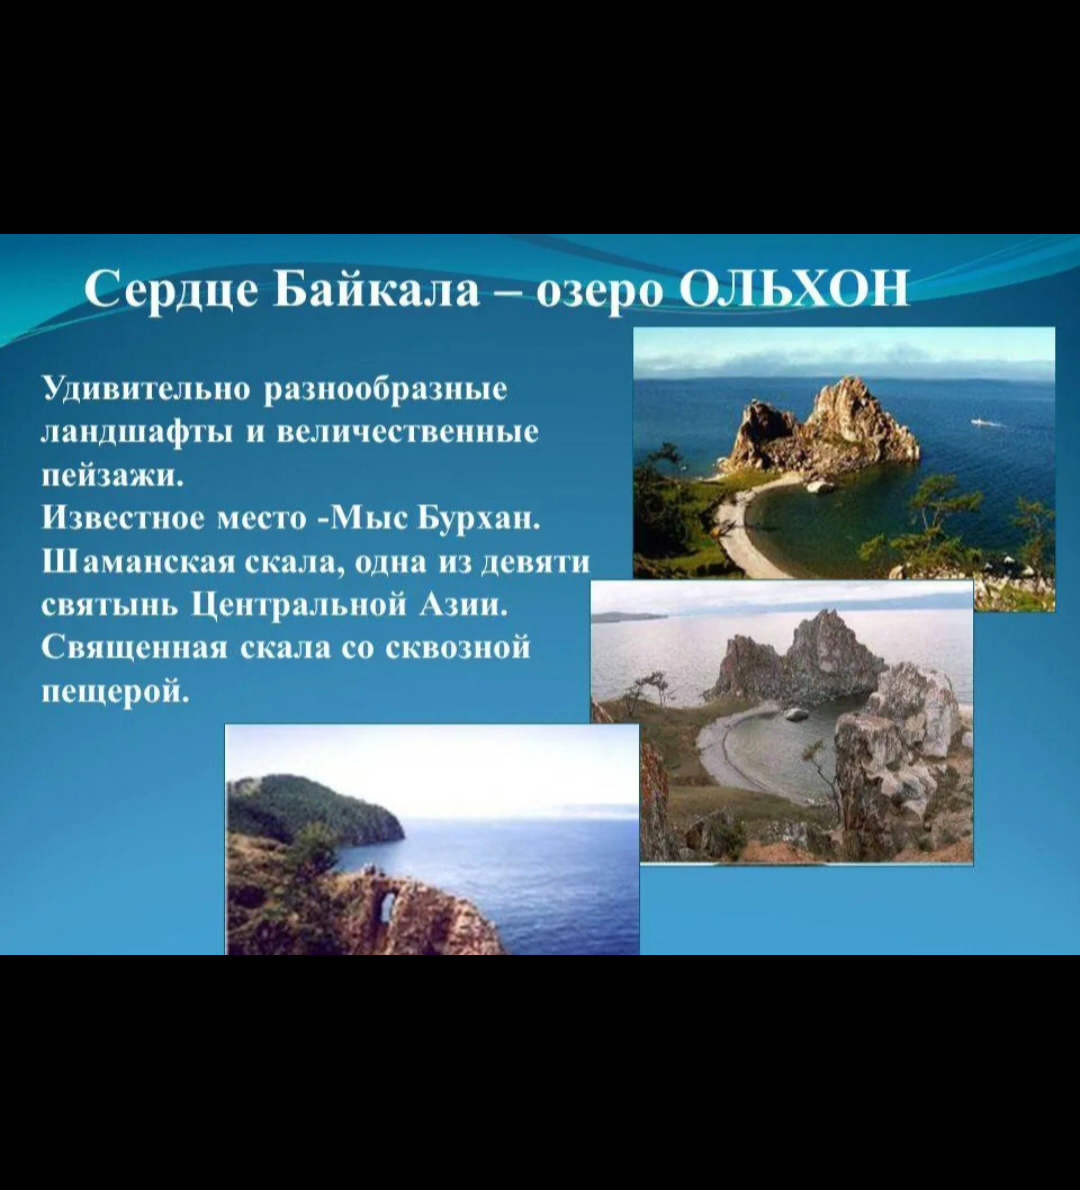 Сердце Байкала – озеро ОЛЬХОН
Удивительно разнообразные
ландшафты и величественные
пейзажи.
Известное место -Мыс Бурхан.
Шаманская скала, одна из девяти
святынь Центральной Азии.
Священная скала со сквозной
пещерой.